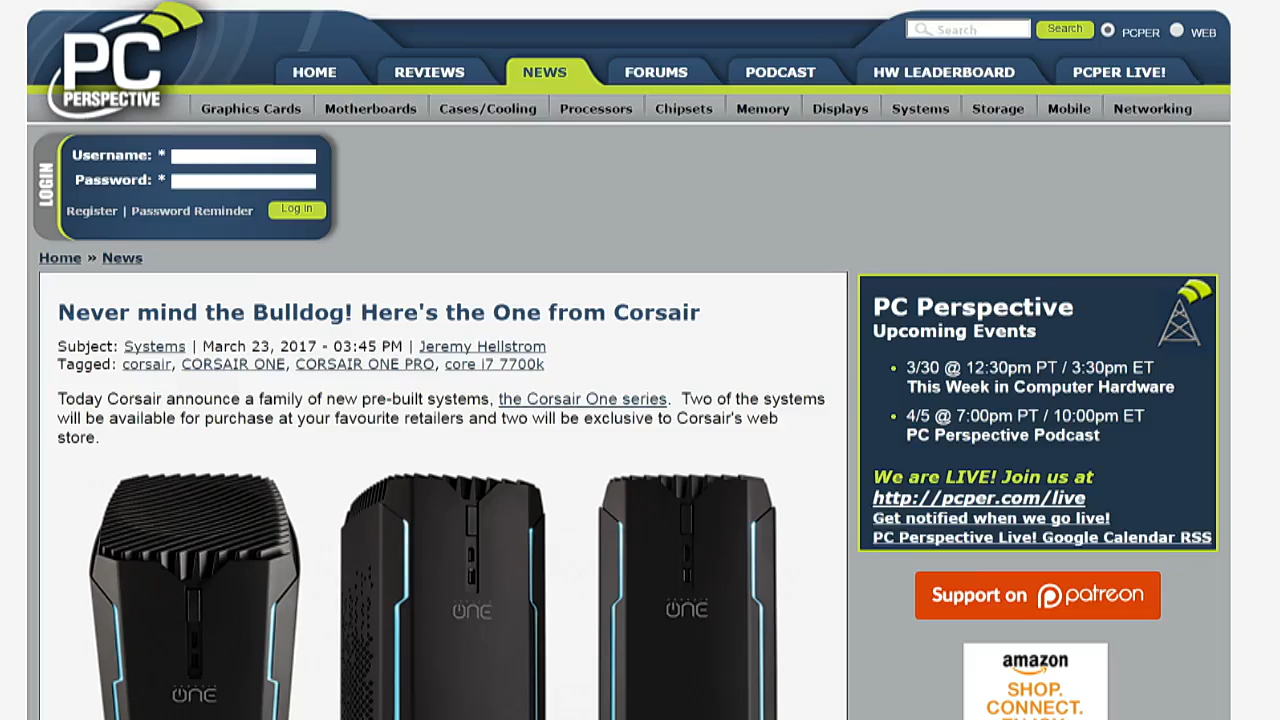 PC
PERSPECTIVE
Search
Search
PCPER
WEB
HOME
REVIEWS
NEWS
FORUMS
PODCAST
HW LEADERBOARD
PCPER LIVE!
Graphics Cards
Motherboards
Cases/Cooling
Processors
Chipsets
Memory
Displays
Systems
Storage
Mobile
Networking
LOGIN
Username: *
Password: *
Register | Password Reminder
Log in
Home » News
Never mind the Bulldog! Here's the One from Corsair
Subject: Systems | March 23, 2017 - 03:45 PM | Jeremy Hellstrom
Tagged: corsair, CORSAIR ONE, CORSAIR ONE PRO, core i7 7700k
Today Corsair announce a family of new pre-built systems, the Corsair One series.  Two of the systems
will be available for purchase at your favourite retailers and two will be exclusive to Corsair's web
store.
CORSAIR
ONE
CORSAIR
ONE
CORSAIR
ONE
PC Perspective
Upcoming Events
3/30 @ 12:30pm PT / 3:30pm ET
This Week in Computer Hardware
4/5 @ 7:00pm PT / 10:00pm ET
PC Perspective Podcast
We are LIVE! Join us at
http://pcper.com/live
Get notified when we go live!
PC Perspective Live! Google Calendar RSS
Support on patreon
amazon
SHOP.
CONNECT.
ENJOY.